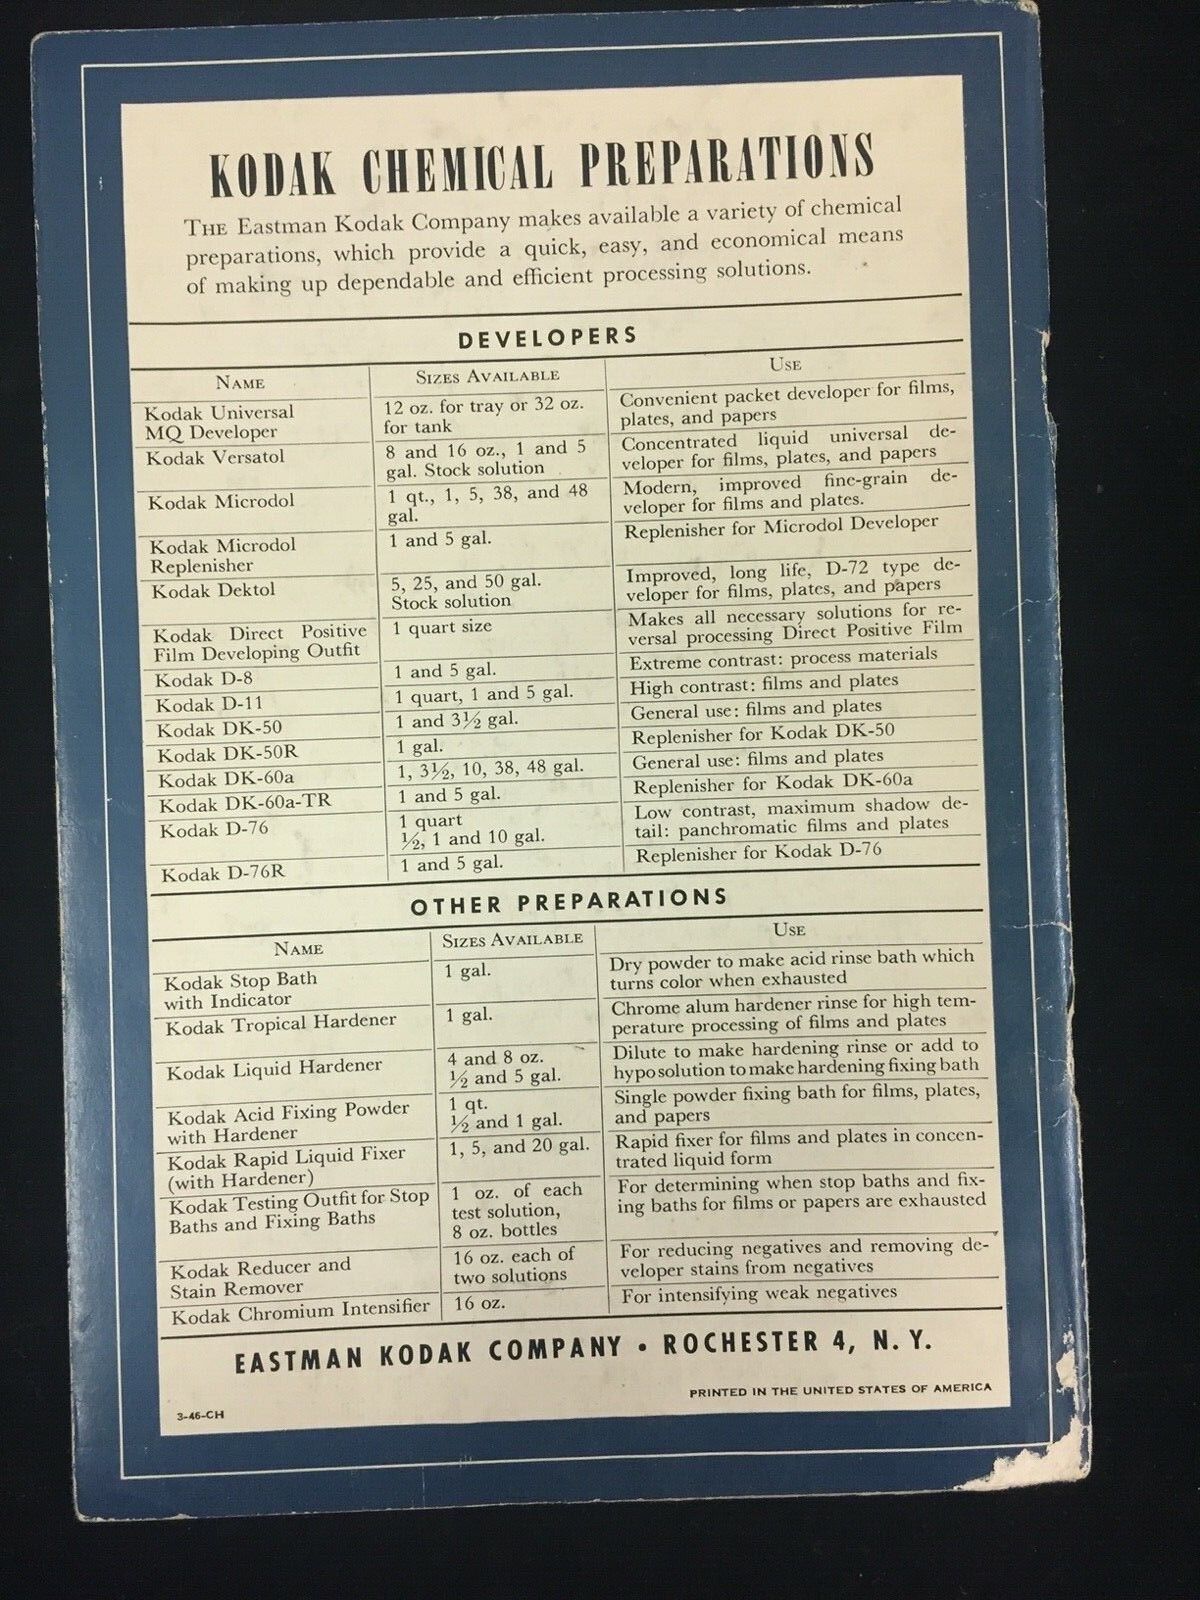 KODAK CHEMICAL PREPARATIONS
THE Eastman Kodak Company makes available a variety of chemical
preparations, which provide a quick, easy, and economical means
of making up dependable and efficient processing solutions.
DEVELOPERS
NAME SIZES AVAILABLE USE
Kodak Universal 12 oz. for tray or 32 oz. Convenient packet developer for films,
MQ Developer for tank plates, and papers
Kodak Versatol 8 and 16 oz., 1 and 5 Concentrated liquid universal de-
gal. Stock solution veloper for films, plates, and papers
Kodak Microdol 1 qt., 1, 5, 38, and 48 Modern, improved fine-grain de-
gal. veloper for films and plates.
Kodak Microdol 1 and 5 gal. Replenisher for Microdol Developer
Replenisher
Kodak Dektol 5, 25, and 50 gal. Improved, long life, D-72 type de-
Stock solution veloper for films, plates, and papers
Kodak Direct Positive 1 quart size Makes all necessary solutions for re-
Film Developing Outfit versal processing Direct Positive Film
Kodak D-8 1 and 5 gal. Extreme contrast: process materials
Kodak D-11 1 quart, 1 and 5 gal. High contrast: films and plates
Kodak DK-50 1 and 3½ gal. General use: films and plates
Kodak DK-50R 1 gal. Replenisher for Kodak DK-50
Kodak DK-60a 1, 3½, 10, 38, 48 gal. General use: films and plates
Kodak DK-60a-TR 1 and 5 gal. Replenisher for Kodak DK-60a
Kodak D-76 1 quart Low contrast, maximum shadow de-
½, 1 and 10 gal. tail: panchromatic films and plates
Kodak D-76R 1 and 5 gal. Replenisher for Kodak D-76
OTHER PREPARATIONS
NAME SIZES AVAILABLE USE
Kodak Stop Bath 1 gal. Dry powder to make acid rinse bath which
with Indicator turns color when exhausted
Kodak Tropical Hardener 1 gal. Chrome alum hardener rinse for high tem-
perature processing of films and plates
Kodak Liquid Hardener 4 and 8 oz. Dilute to make hardening rinse or add to
½ and 5 gal. hypo solution to make hardening fixing bath
Kodak Acid Fixing Powder 1 qt. Single powder fixing bath for films, plates,
with Hardener ½ and 1 gal. and papers
Kodak Rapid Liquid Fixer 1, 5, and 20 gal. Rapid fixer for films and plates in concen-
(with Hardener) trated liquid form
Kodak Testing Outfit for Stop 1 oz. of each For determining when stop baths and fix-
Baths and Fixing Baths test solution, ing baths for films or papers are exhausted
8 oz. bottles
Kodak Reducer and 16 oz. each of For reducing negatives and removing de-
Stain Remover two solutions veloper stains from negatives
Kodak Chromium Intensifier 16 oz. For intensifying weak negatives
EASTMAN KODAK COMPANY • ROCHESTER 4, N. Y.
PRINTED IN THE UNITED STATES OF AMERICA
3-46-CH